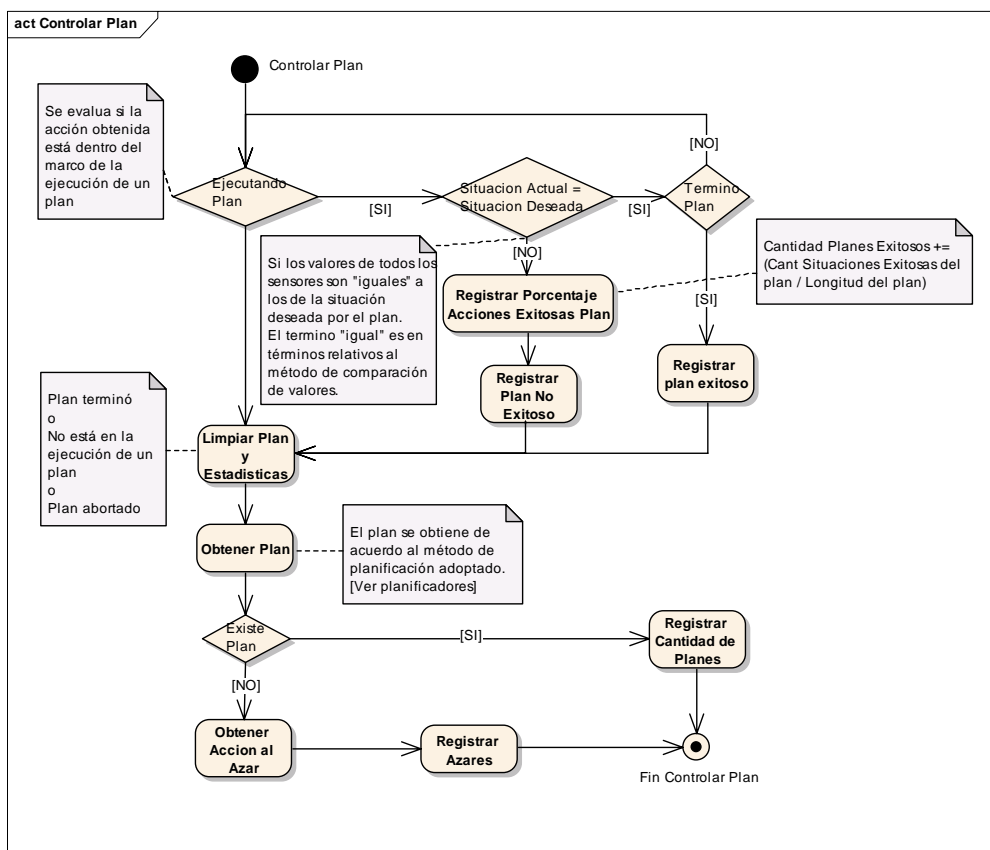 act Controlar Plan
Controlar Plan
Se evalua si la
acción obtenida
está dentro del
marco de la
ejecución de un
plan
Ejecutando
Plan
[SI]
Situacion Actual =
Situacion Deseada
[SI]
Termino
Plan
[NO]
[NO]
[SI]
Si los valores de todos los
sensores son "iguales" a
los de la situación
deseada por el plan.
El termino "igual" es en
términos relativos al
método de comparación
de valores.
Registrar Porcentaje
Acciones Exitosas Plan
Cantidad Planes Exitosos +=
(Cant Situaciones Exitosas del
plan / Longitud del plan)
Registrar
Plan No
Exitoso
Registrar
plan exitoso
Plan terminó
o
No está en la
ejecución de un
plan
o
Plan abortado
Limpiar Plan
y
Estadisticas
Obtener Plan
El plan se obtiene de
acuerdo al método de
planificación adoptado.
[Ver planificadores]
Existe
Plan
[SI]
Registrar
Cantidad de
Planes
[NO]
Obtener
Accion al
Azar
Registrar
Azares
Fin Controlar Plan